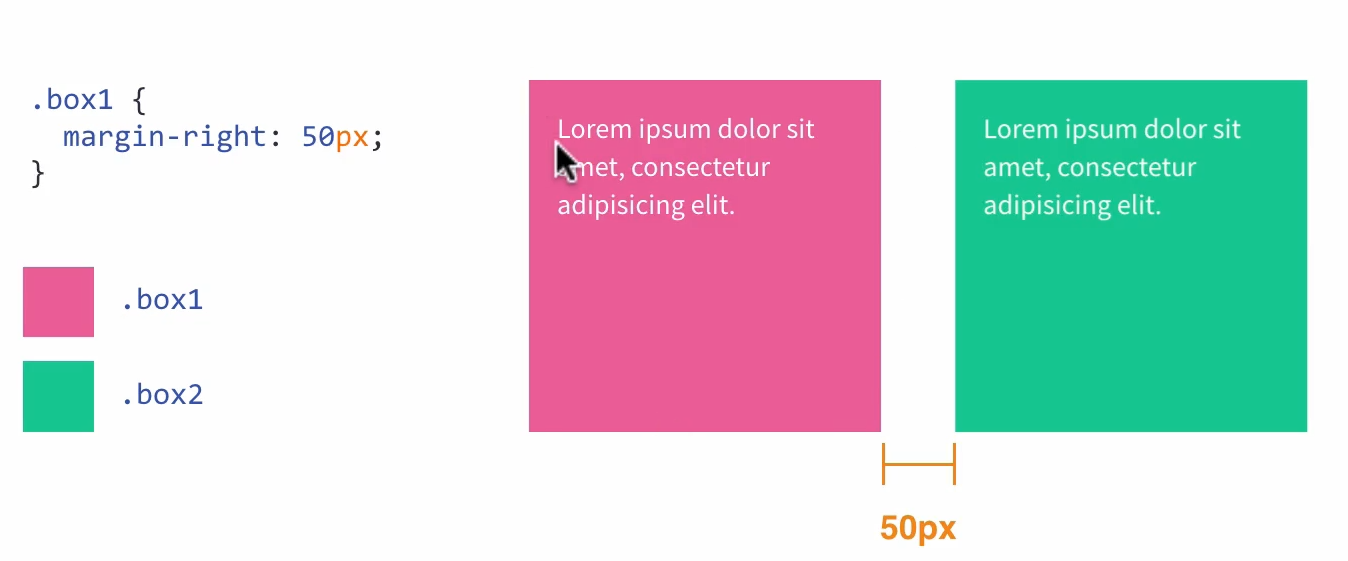 .box1 {
margin-right: 50px;
}
.box1
.box2
Lorem ipsum dolor sit
amet, consectetur
adipisicing elit.
Lorem ipsum dolor sit
amet, consectetur
adipisicing elit.
50px